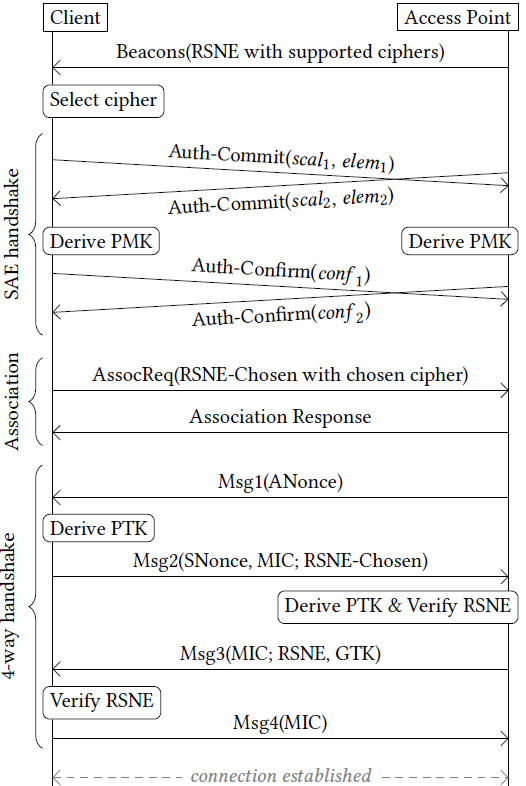 Client
Access Point
Beacons(RSNE with supported ciphers)
Select cipher
SAE handshake
Auth-Commit(scal1, elem1)
Auth-Commit(scal2, elem2)
Derive PMK
Derive PMK
Auth-Confirm(conf1)
Auth-Confirm(conf2)
Association
AssocReq(RSNE-Chosen with chosen cipher)
Association Response
4-way handshake
Msg1(ANonce)
Derive PTK
Msg2(SNonce, MIC; RSNE-Chosen)
Derive PTK & Verify RSNE
Msg3(MIC; RSNE, GTK)
Verify RSNE
Msg4(MIC)
connection established